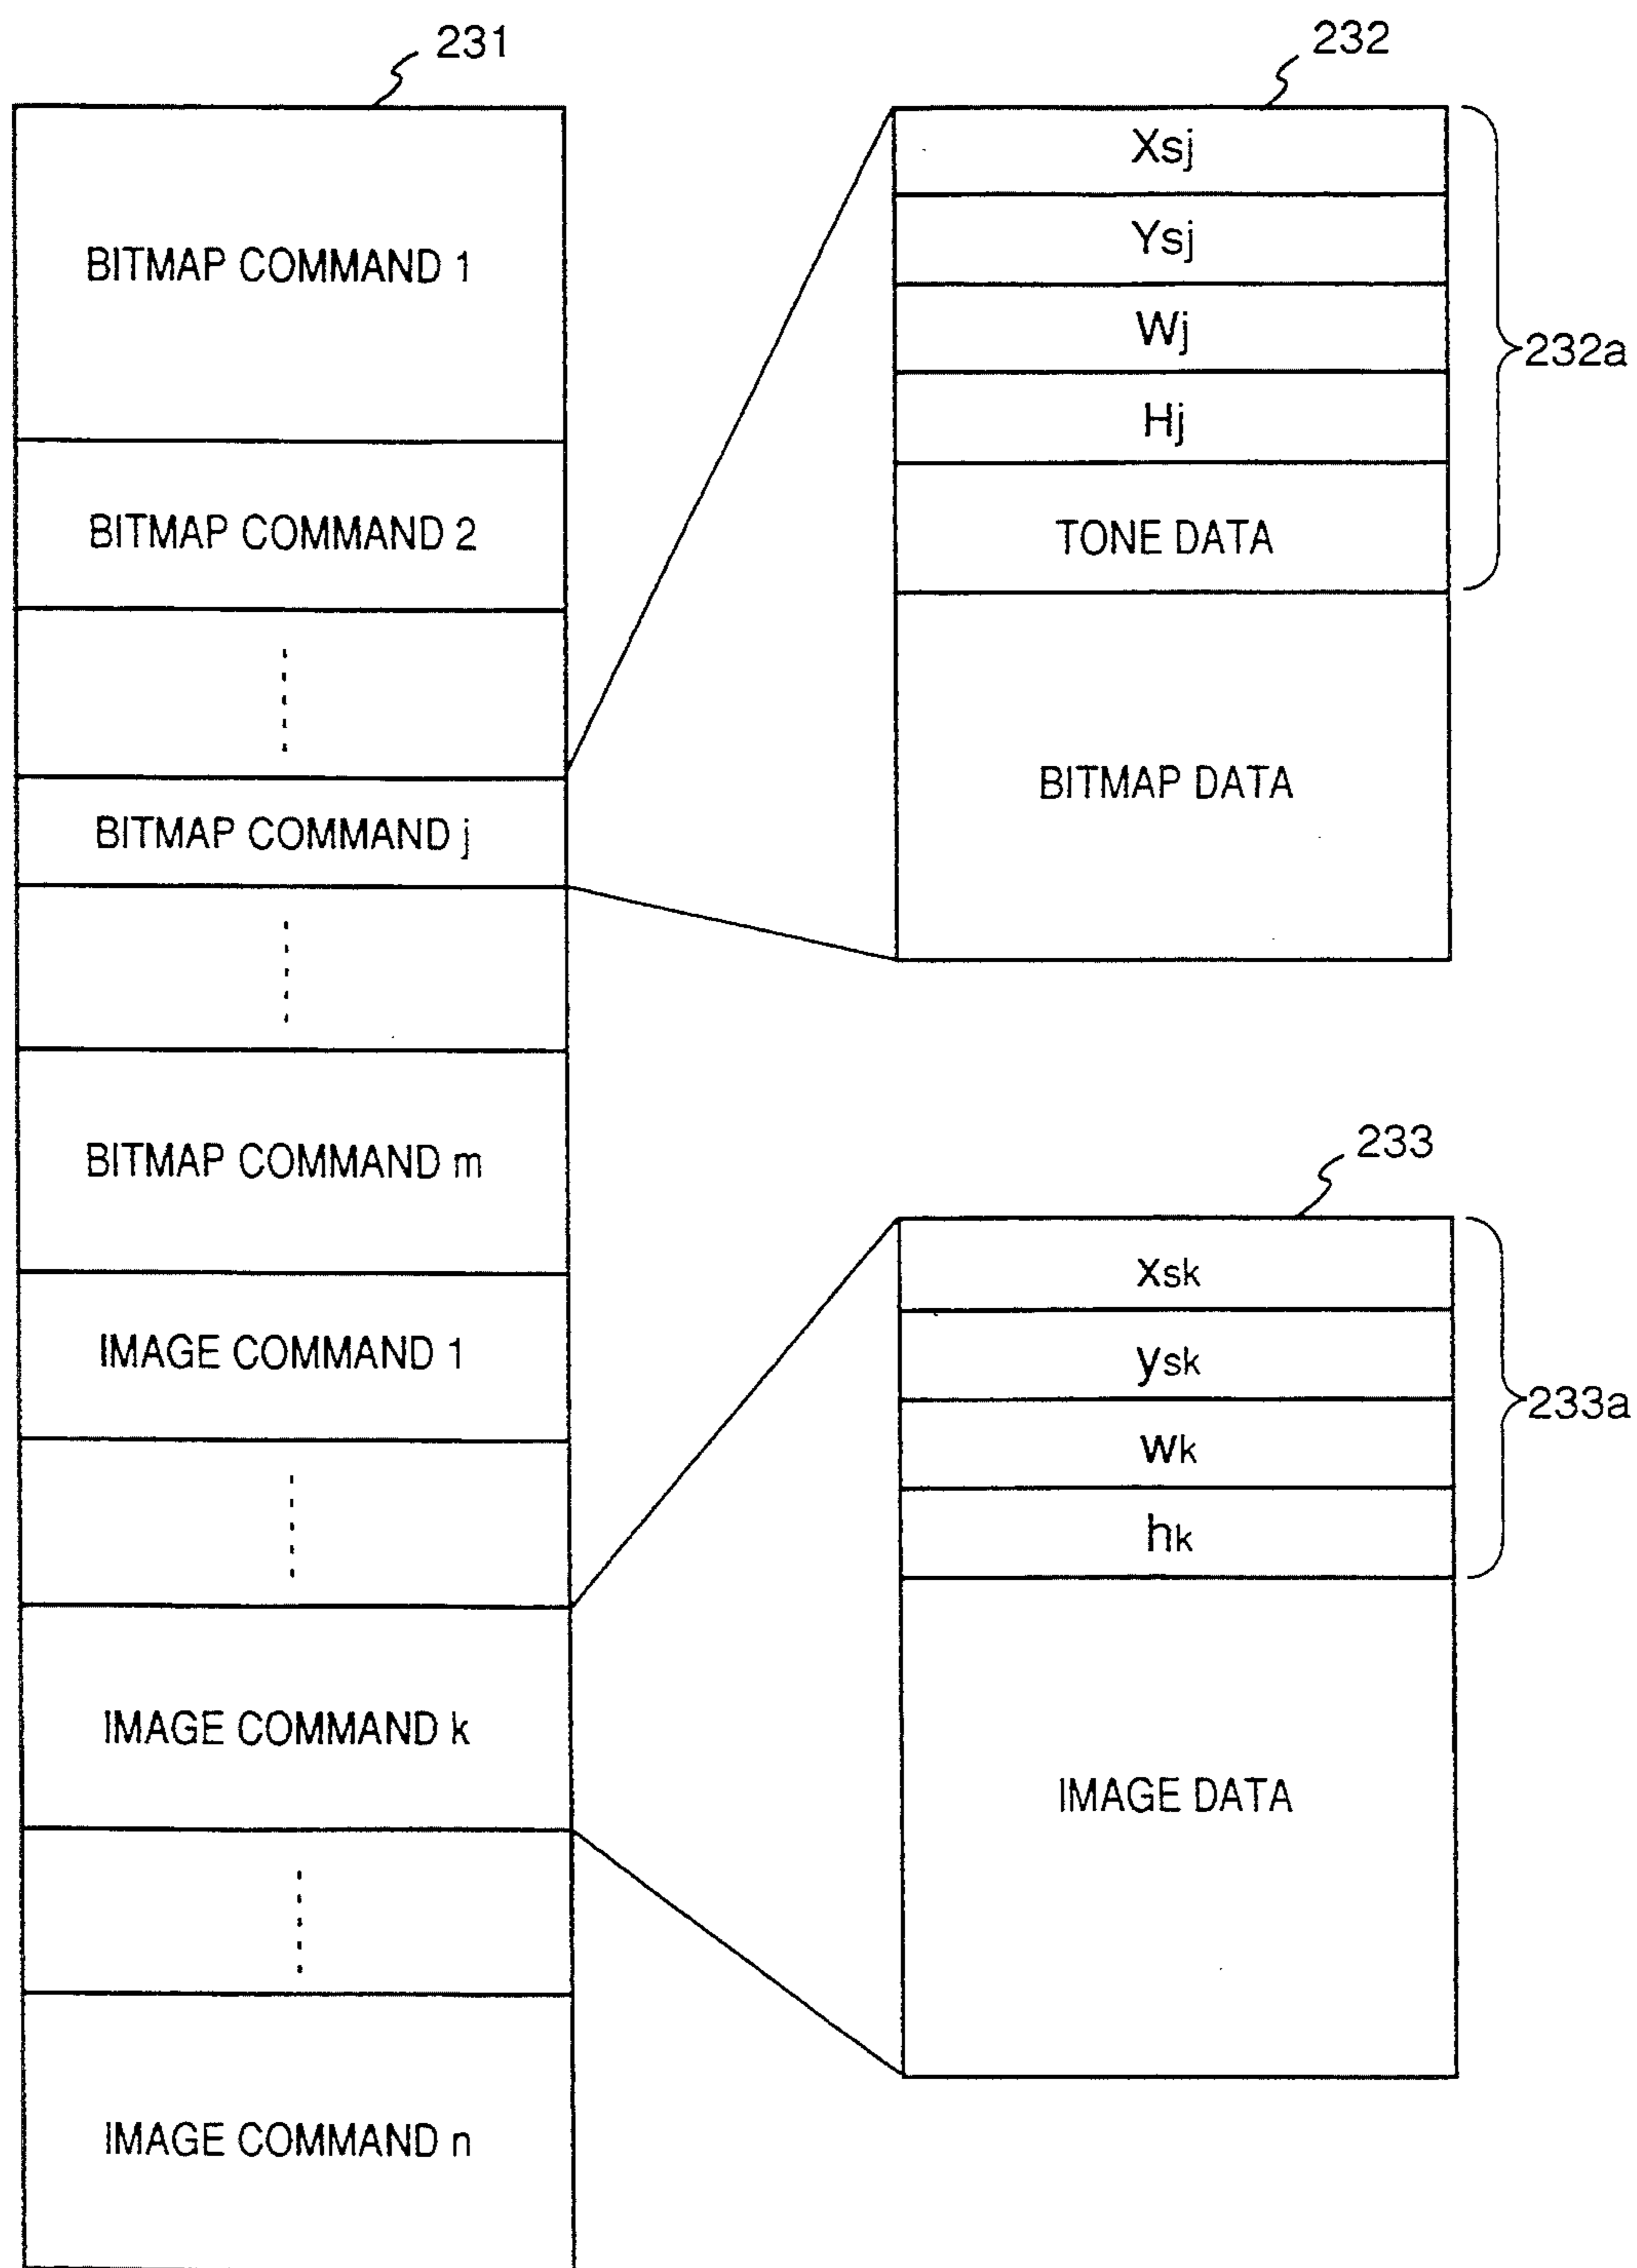 231
BITMAP COMMAND 1
BITMAP COMMAND 2
BITMAP COMMAND j
BITMAP COMMAND m
IMAGE COMMAND 1
IMAGE COMMAND k
IMAGE COMMAND n
232
Xsj
Ysj
Wj
Hj
TONE DATA
232a
BITMAP DATA
233
xsk
ysk
wk
hk
233a
IMAGE DATA